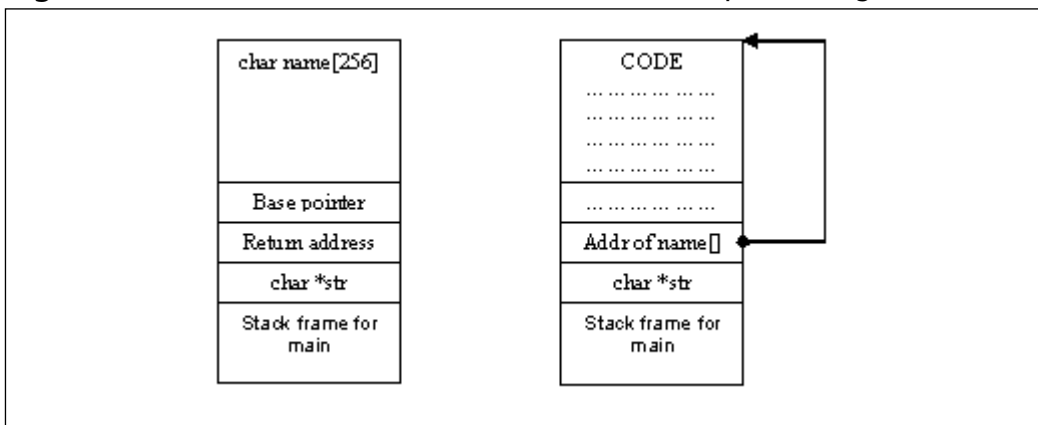 char name[256]
Base pointer
Return address
char *str
Stack frame for
main
CODE
... ... ... ... ... ...
... ... ... ... ... ...
... ... ... ... ... ...
... ... ... ... ... ...
... ... ... ... ... ...
Addr of name[]
char *str
Stack frame for
main